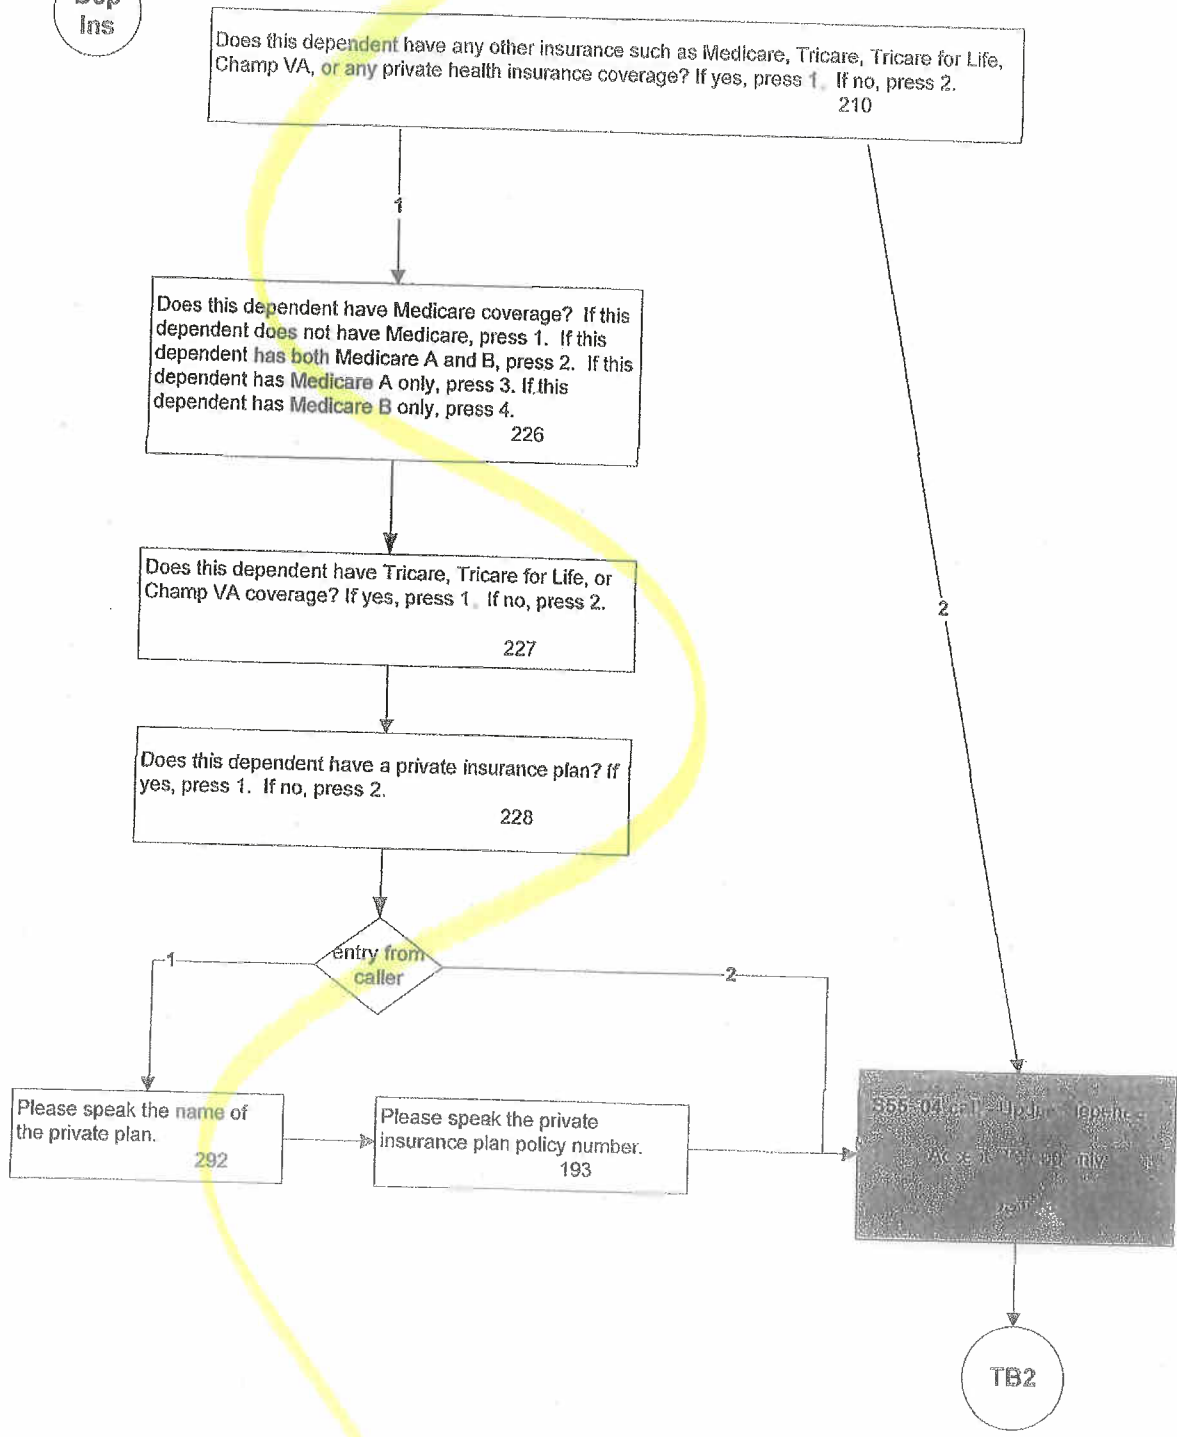 Ins
Does this dependent have any other insurance such as Medicare, Tricare, Tricare for Life,
Champ VA, or any private health insurance coverage? If yes, press 1. If no, press 2.
210
1
Does this dependent have Medicare coverage? If this
dependent does not have Medicare, press 1. If this
dependent has both Medicare A and B, press 2. If this
dependent has Medicare A only, press 3. If this
dependent has Medicare B only, press 4.
226
Does this dependent have Tricare, Tricare for Life, or
Champ VA coverage? If yes, press 1. If no, press 2.
227
2
Does this dependent have a private insurance plan? If
yes, press 1. If no, press 2.
228
entry from
caller
1
2
Please speak the name of
the private plan.
292
Please speak the private
insurance plan policy number.
193
TB2